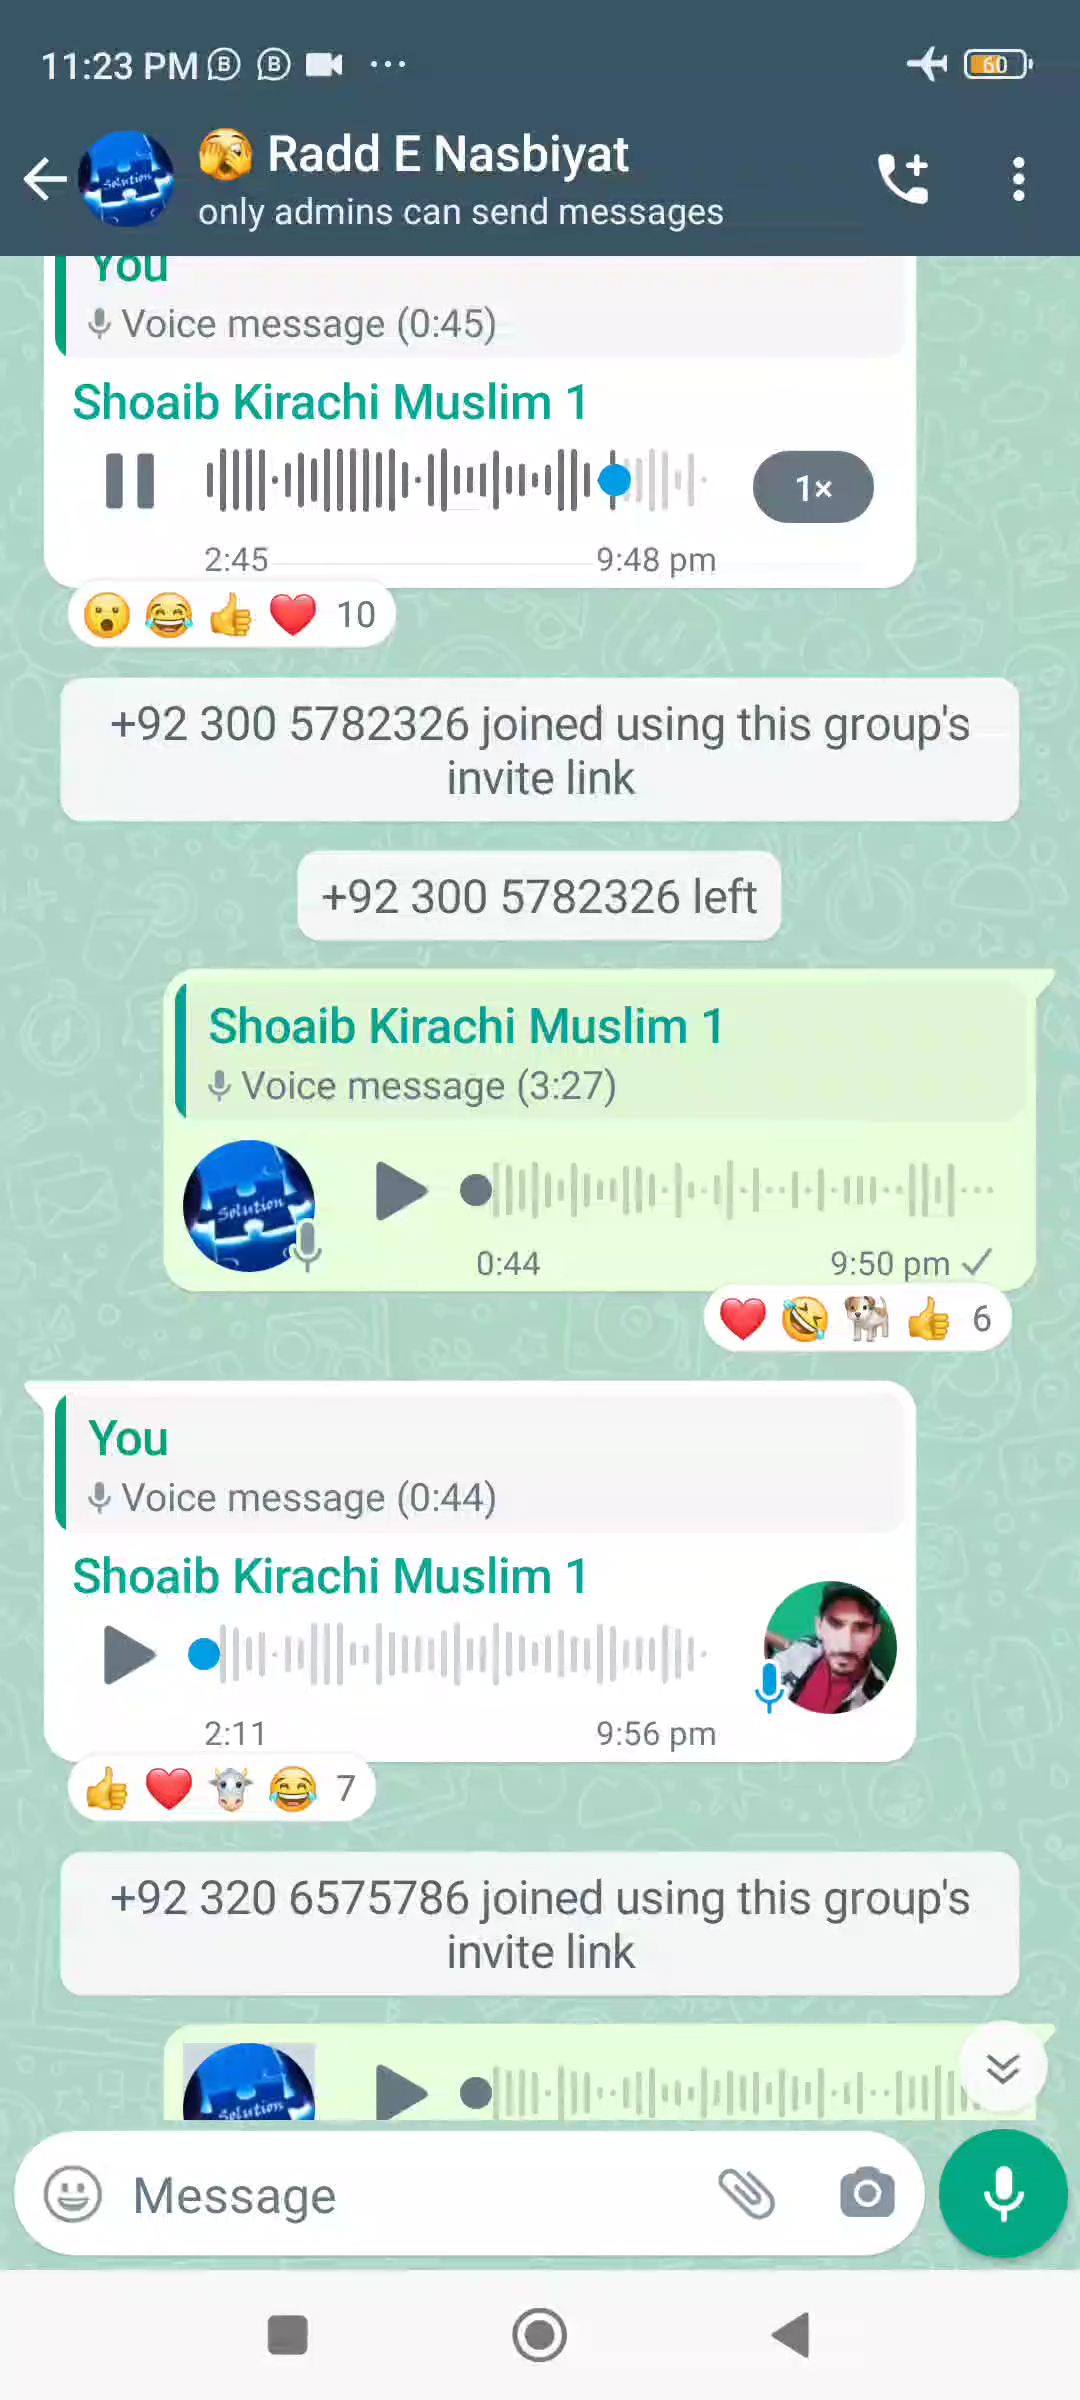 11:23 PM
60
Radd E Nasbiyat
only admins can send messages
You
Voice message (0:45)
Shoaib Kirachi Muslim 1
1×
2:45
9:48 pm
10
+92 300 5782326 joined using this group's
invite link
+92 300 5782326 left
Shoaib Kirachi Muslim 1
Voice message (3:27)
Solution
0:44
9:50 pm
6
You
Voice message (0:44)
Shoaib Kirachi Muslim 1
2:11
9:56 pm
7
+92 320 6575786 joined using this group's
invite link
Solution
Message